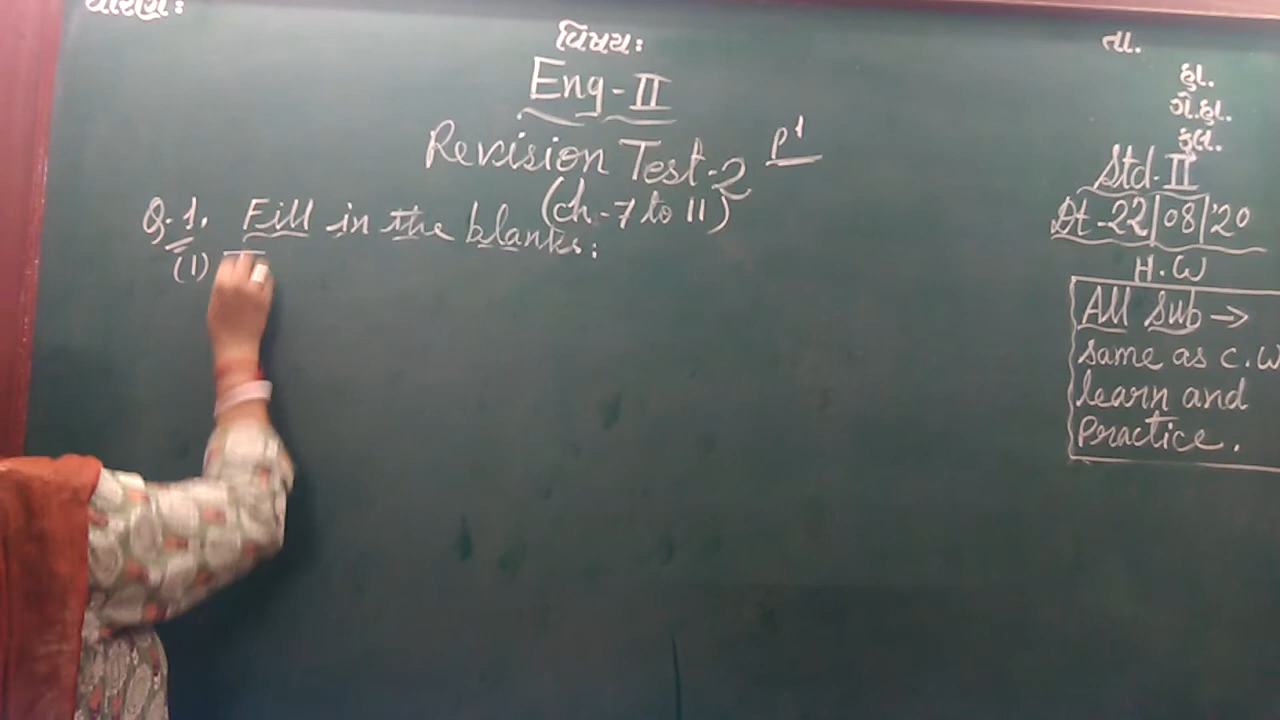 ધોરણ:
વિષય:
તા.
હા.
ગે.હા.
કુલ.
Eng-II
Revision Test-2 P1
(ch-7 to 11)
Std-II
Dt-22|08|'20
Q.1. Fill in the blanks:
(1)
H.W
All Sub →
same as c.w
learn and
Practice.